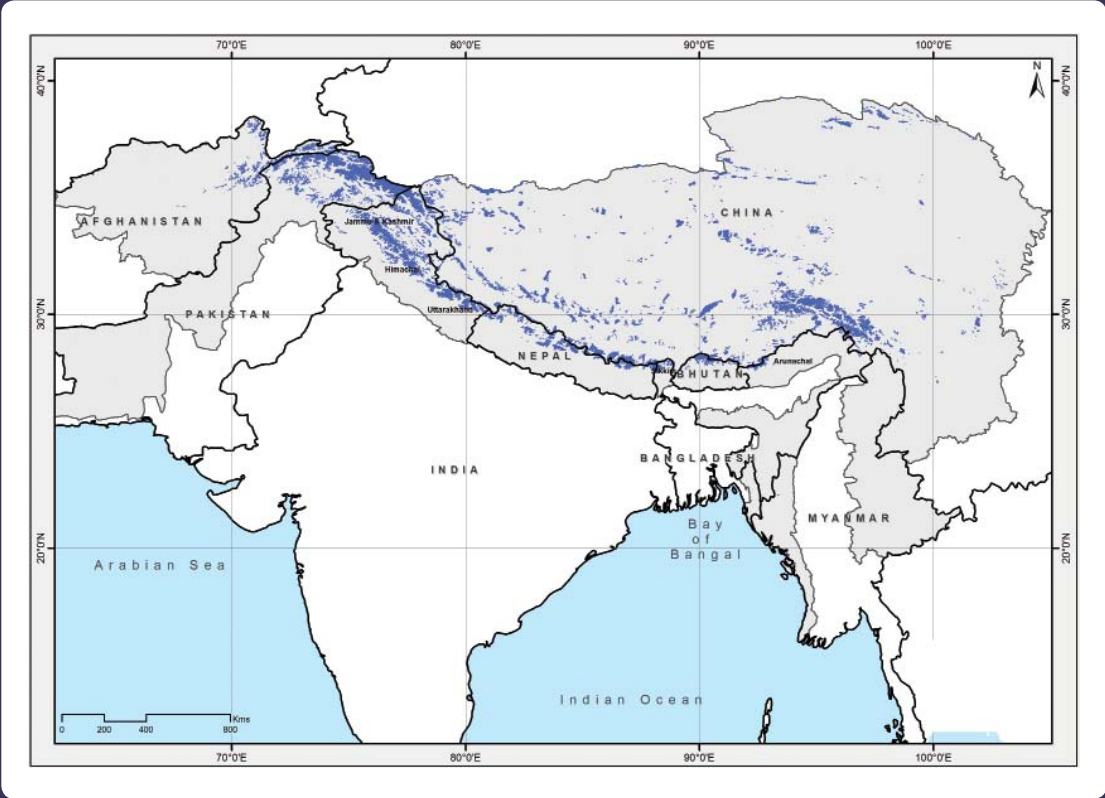 70°0'E 80°0'E 90°0'E 100°0'E
N
40°0'N 40°0'N
CHINA
AFGHANISTAN
Jammu & Kashmir
Himachal
Uttarakhand
30°0'N 30°0'N
PAKISTAN
NEPAL
Arunachal
BHUTAN
BANGLADESH
INDIA
MYANMAR
Bay
of
Bangal
20°0'N 20°0'N
Arabian Sea
Indian Ocean
Kms
0 200 400 800
70°0'E 80°0'E 90°0'E 100°0'E